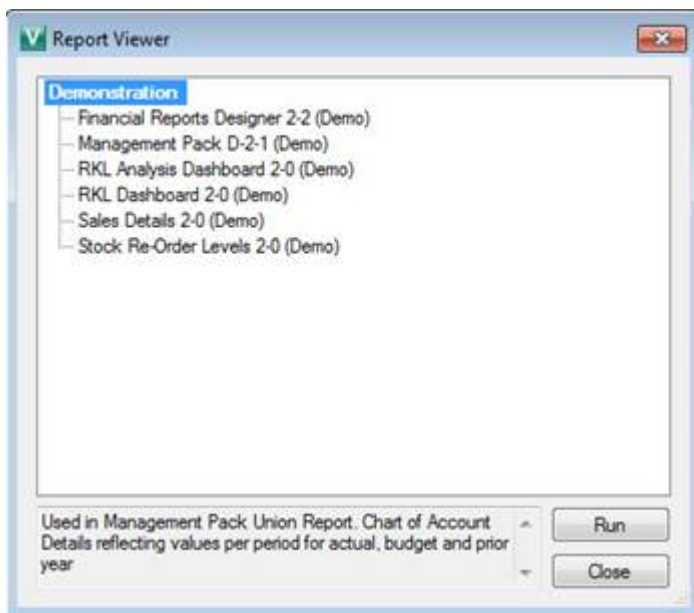 V Report Viewer
Demonstration
Financial Reports Designer 2-2 (Demo)
Management Pack D-2-1 (Demo)
RKL Analysis Dashboard 2-0 (Demo)
RKL Dashboard 2-0 (Demo)
Sales Details 2-0 (Demo)
Stock Re-Order Levels 2-0 (Demo)
Used in Management Pack Union Report. Chart of Account
Details reflecting values per period for actual, budget and prior
year
Run
Close